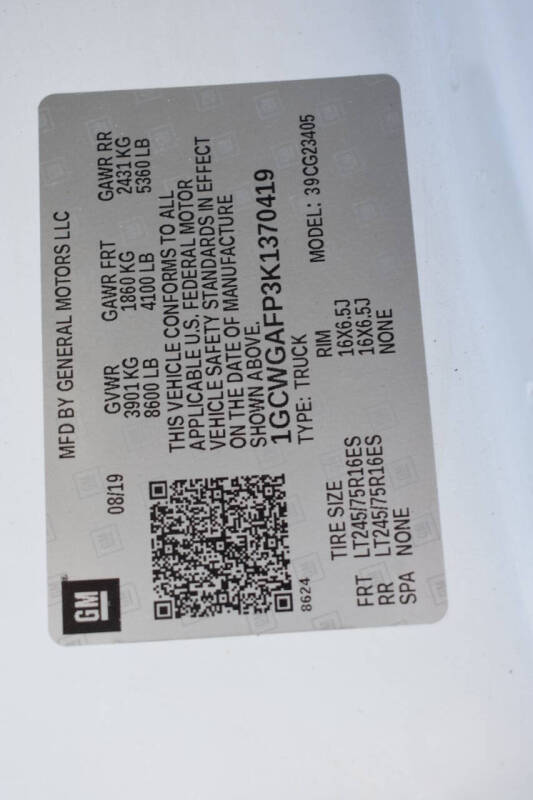 GM
MFD BY GENERAL MOTORS LLC
08/19
GVWR GAWR FRT GAWR RR
3901 KG 1860 KG 2431 KG
8600 LB 4100 LB 5360 LB
THIS VEHICLE CONFORMS TO ALL
APPLICABLE U.S. FEDERAL MOTOR
VEHICLE SAFETY STANDARDS IN EFFECT
ON THE DATE OF MANUFACTURE
SHOWN ABOVE.
1GCWGAFP3K1370419
8624
TYPE: TRUCK MODEL: 39CG23405
TIRE SIZE RIM
FRT LT245/75R16ES 16X6.5J
RR LT245/75R16ES 16X6.5J
SPA NONE NONE